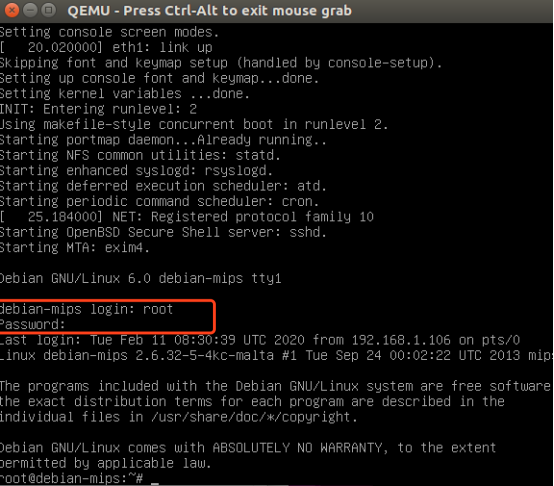 QEMU - Press Ctrl-Alt to exit mouse grab
Setting console screen modes.
[   20.020000] eth1: link up
Skipping font and keymap setup (handled by console-setup).
Setting up console font and keymap...done.
Setting kernel variables ...done.
INIT: Entering runlevel: 2
Using makefile-style concurrent boot in runlevel 2.
Starting portmap daemon...Already running..
Starting NFS common utilities: statd.
Starting enhanced syslogd: rsyslogd.
Starting deferred execution scheduler: atd.
Starting periodic command scheduler: cron.
[   25.184000] NET: Registered protocol family 10
Starting OpenBSD Secure Shell server: sshd.
Starting MTA: exim4.
Debian GNU/Linux 6.0 debian-mips tty1
debian-mips login: root
Password:
Last login: Tue Feb 11 08:30:39 UTC 2020 from 192.168.1.106 on pts/0
Linux debian-mips 2.6.32-5-4kc-malta #1 Tue Sep 24 00:02:22 UTC 2013 mips
The programs included with the Debian GNU/Linux system are free software
the exact distribution terms for each program are described in the
individual files in /usr/share/doc/*/copyright.
Debian GNU/Linux comes with ABSOLUTELY NO WARRANTY, to the extent
permitted by applicable law.
root@debian-mips:~# _